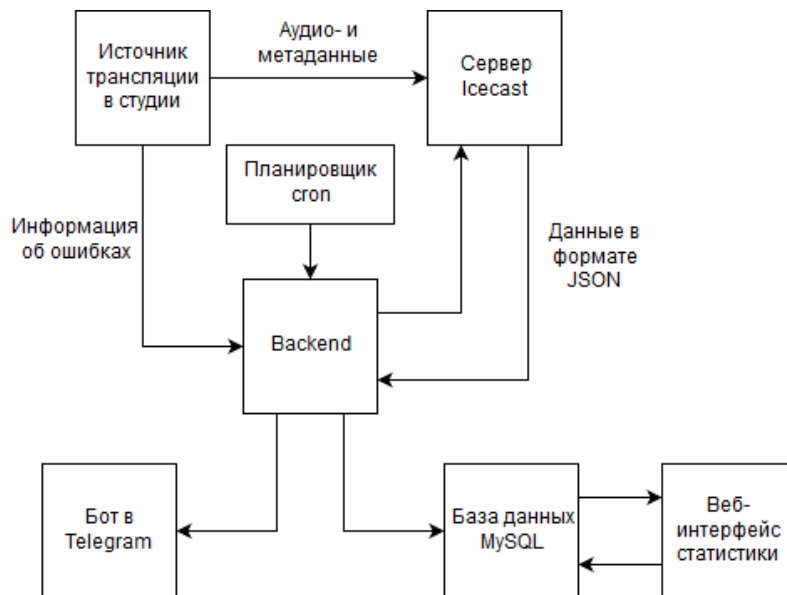 Источник
трансляции
в студии
Аудио- и
метаданные
Сервер
Icecast
Планировщик
cron
Информация
об ошибках
Данные в
формате
JSON
Backend
Бот в
Telegram
База данных
MySQL
Веб-
интерфейс
статистики